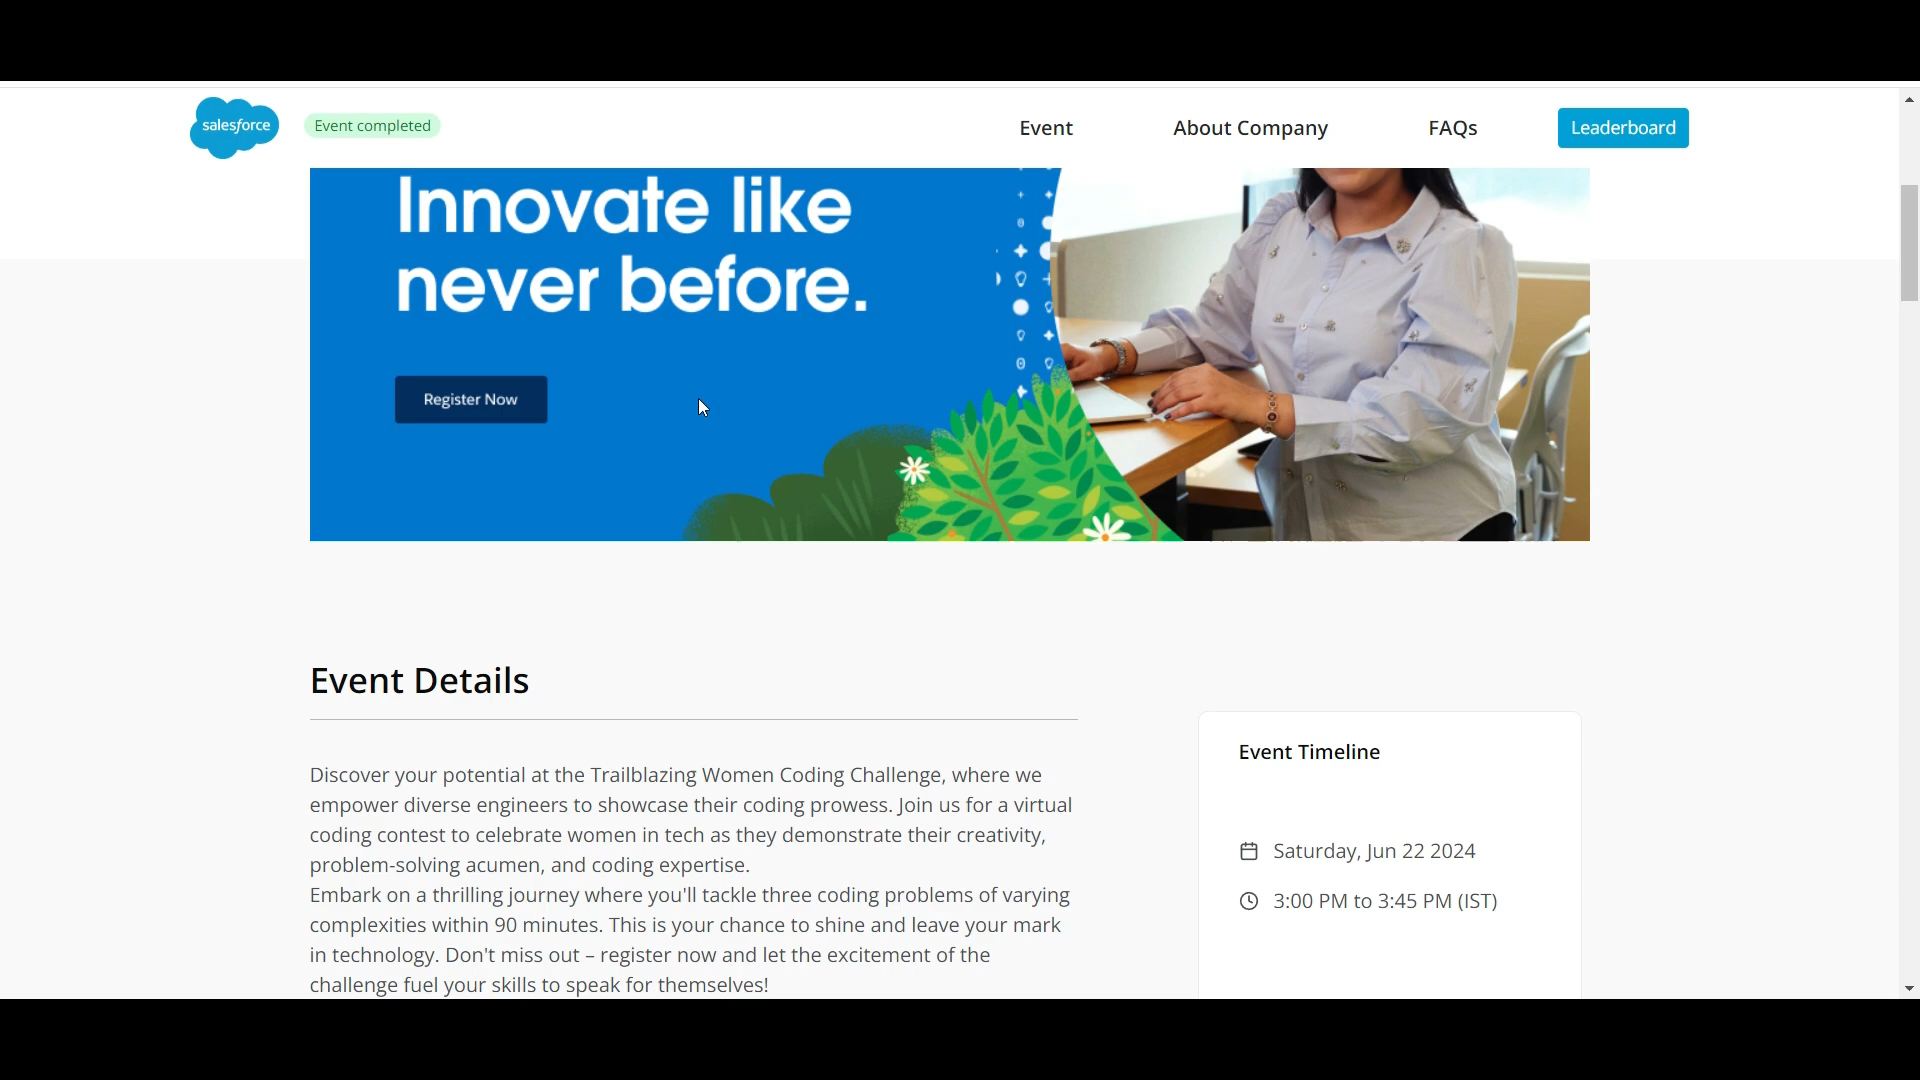 salesforce
Event completed
Event
About Company
FAQs
Leaderboard
Innovate like
never before.
Register Now
Event Details
Discover your potential at the Trailblazing Women Coding Challenge, where we
empower diverse engineers to showcase their coding prowess. Join us for a virtual
coding contest to celebrate women in tech as they demonstrate their creativity,
problem-solving acumen, and coding expertise.
Embark on a thrilling journey where you'll tackle three coding problems of varying
complexities within 90 minutes. This is your chance to shine and leave your mark
in technology. Don't miss out – register now and let the excitement of the
challenge fuel your skills to speak for themselves!
Event Timeline
Saturday, Jun 22 2024
3:00 PM to 3:45 PM (IST)